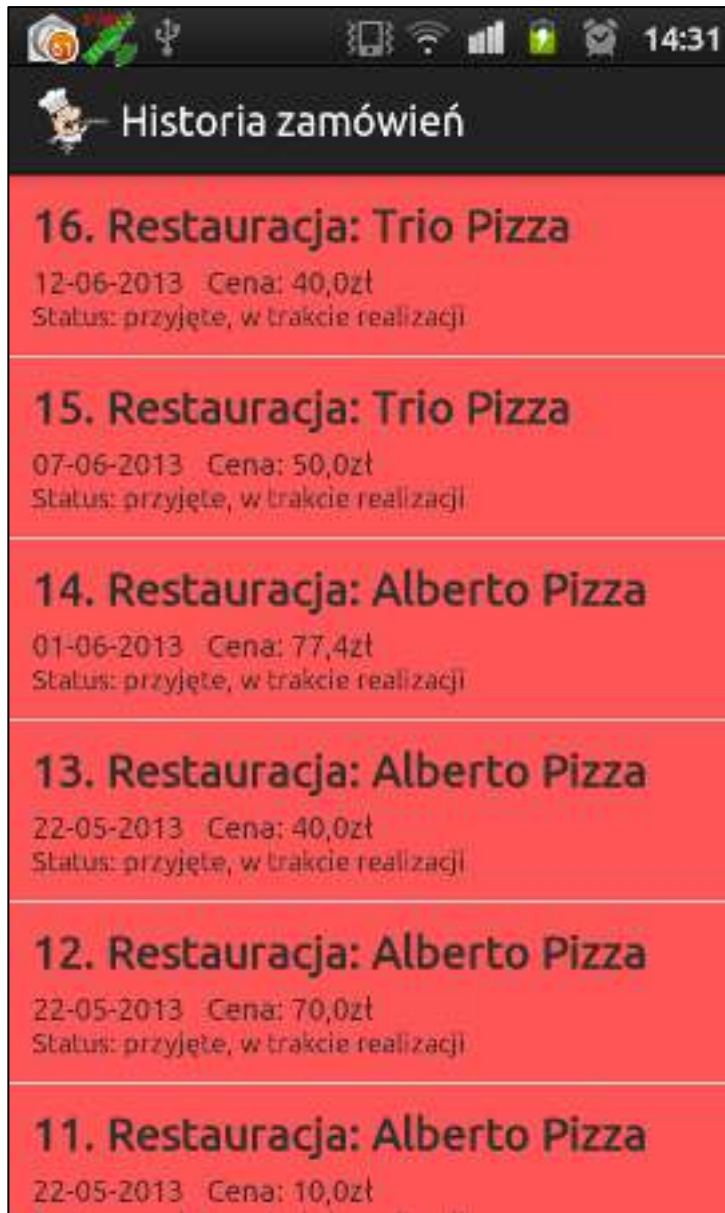 14:31
Historia zamówień
16. Restauracja: Trio Pizza
12-06-2013 Cena: 40,0zł
Status: przyjęte, w trakcie realizacji
15. Restauracja: Trio Pizza
07-06-2013 Cena: 50,0zł
Status: przyjęte, w trakcie realizacji
14. Restauracja: Alberto Pizza
01-06-2013 Cena: 77,4zł
Status: przyjęte, w trakcie realizacji
13. Restauracja: Alberto Pizza
22-05-2013 Cena: 40,0zł
Status: przyjęte, w trakcie realizacji
12. Restauracja: Alberto Pizza
22-05-2013 Cena: 70,0zł
Status: przyjęte, w trakcie realizacji
11. Restauracja: Alberto Pizza
22-05-2013 Cena: 10,0zł